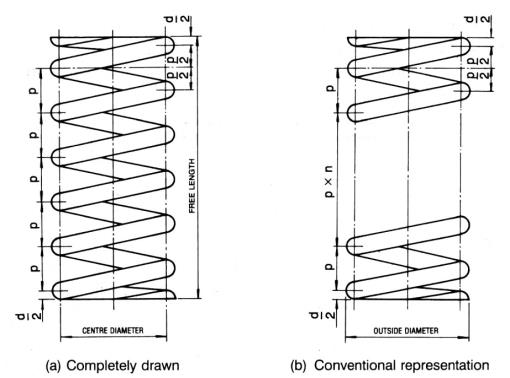 d/2
p/2
p/2
p
p
p
p
p
d/2
FREE LENGTH
CENTRE DIAMETER
(a) Completely drawn
d/2
p/2
p/2
p
p × n
p
d/2
OUTSIDE DIAMETER
(b) Conventional representation